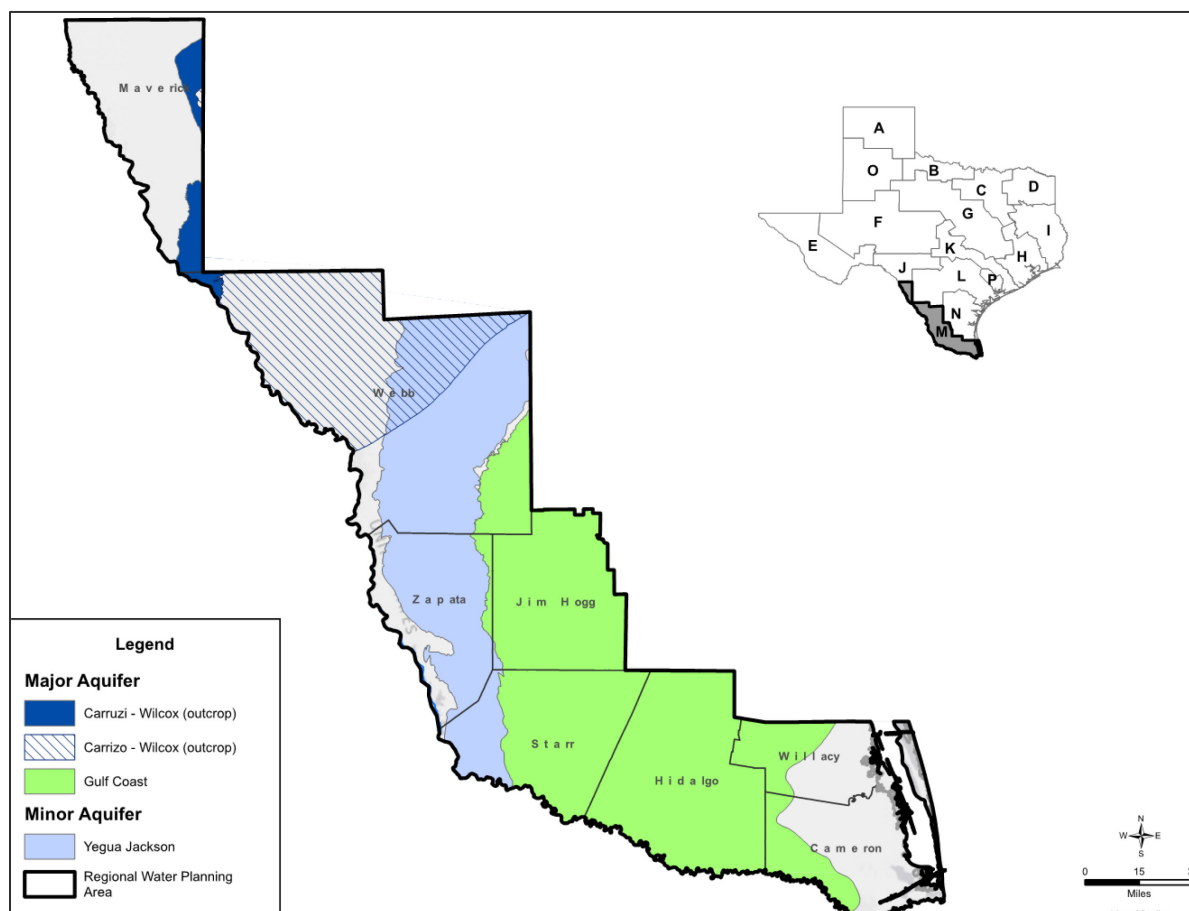 Maverick
Webb
Zapata
Jim Hogg
Starr
Hidalgo
Willacy
Cameron
A
O
B
C
D
F
G
I
E
K
H
J
L
P
N
M
Legend
Major Aquifer
Carruzi - Wilcox (outcrop)
Carrizo - Wilcox (outcrop)
Gulf Coast
Minor Aquifer
Yegua Jackson
Regional Water Planning
Area
N
W E
S
0 15
Miles